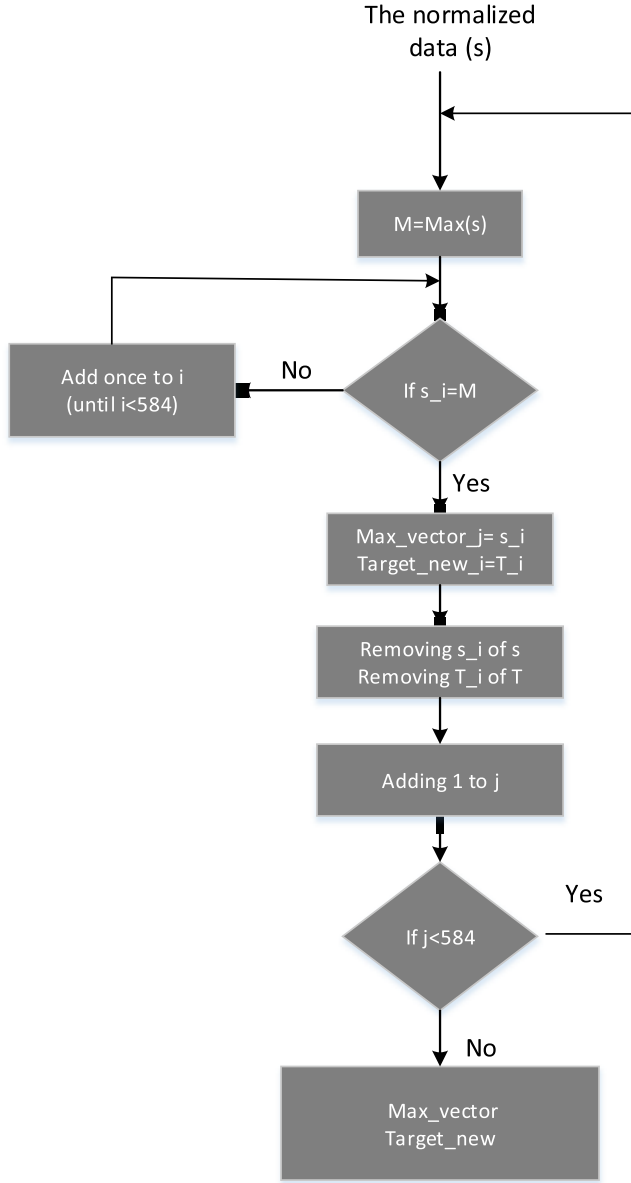 The normalized
data (s)
M=Max(s)
Add once to i
(until i<584)
No
If s_i=M
Yes
Max_vector_j= s_i
Target_new_i=T_i
Removing s_i of s
Removing T_i of T
Adding 1 to j
Yes
If j<584
No
Max_vector
Target_new